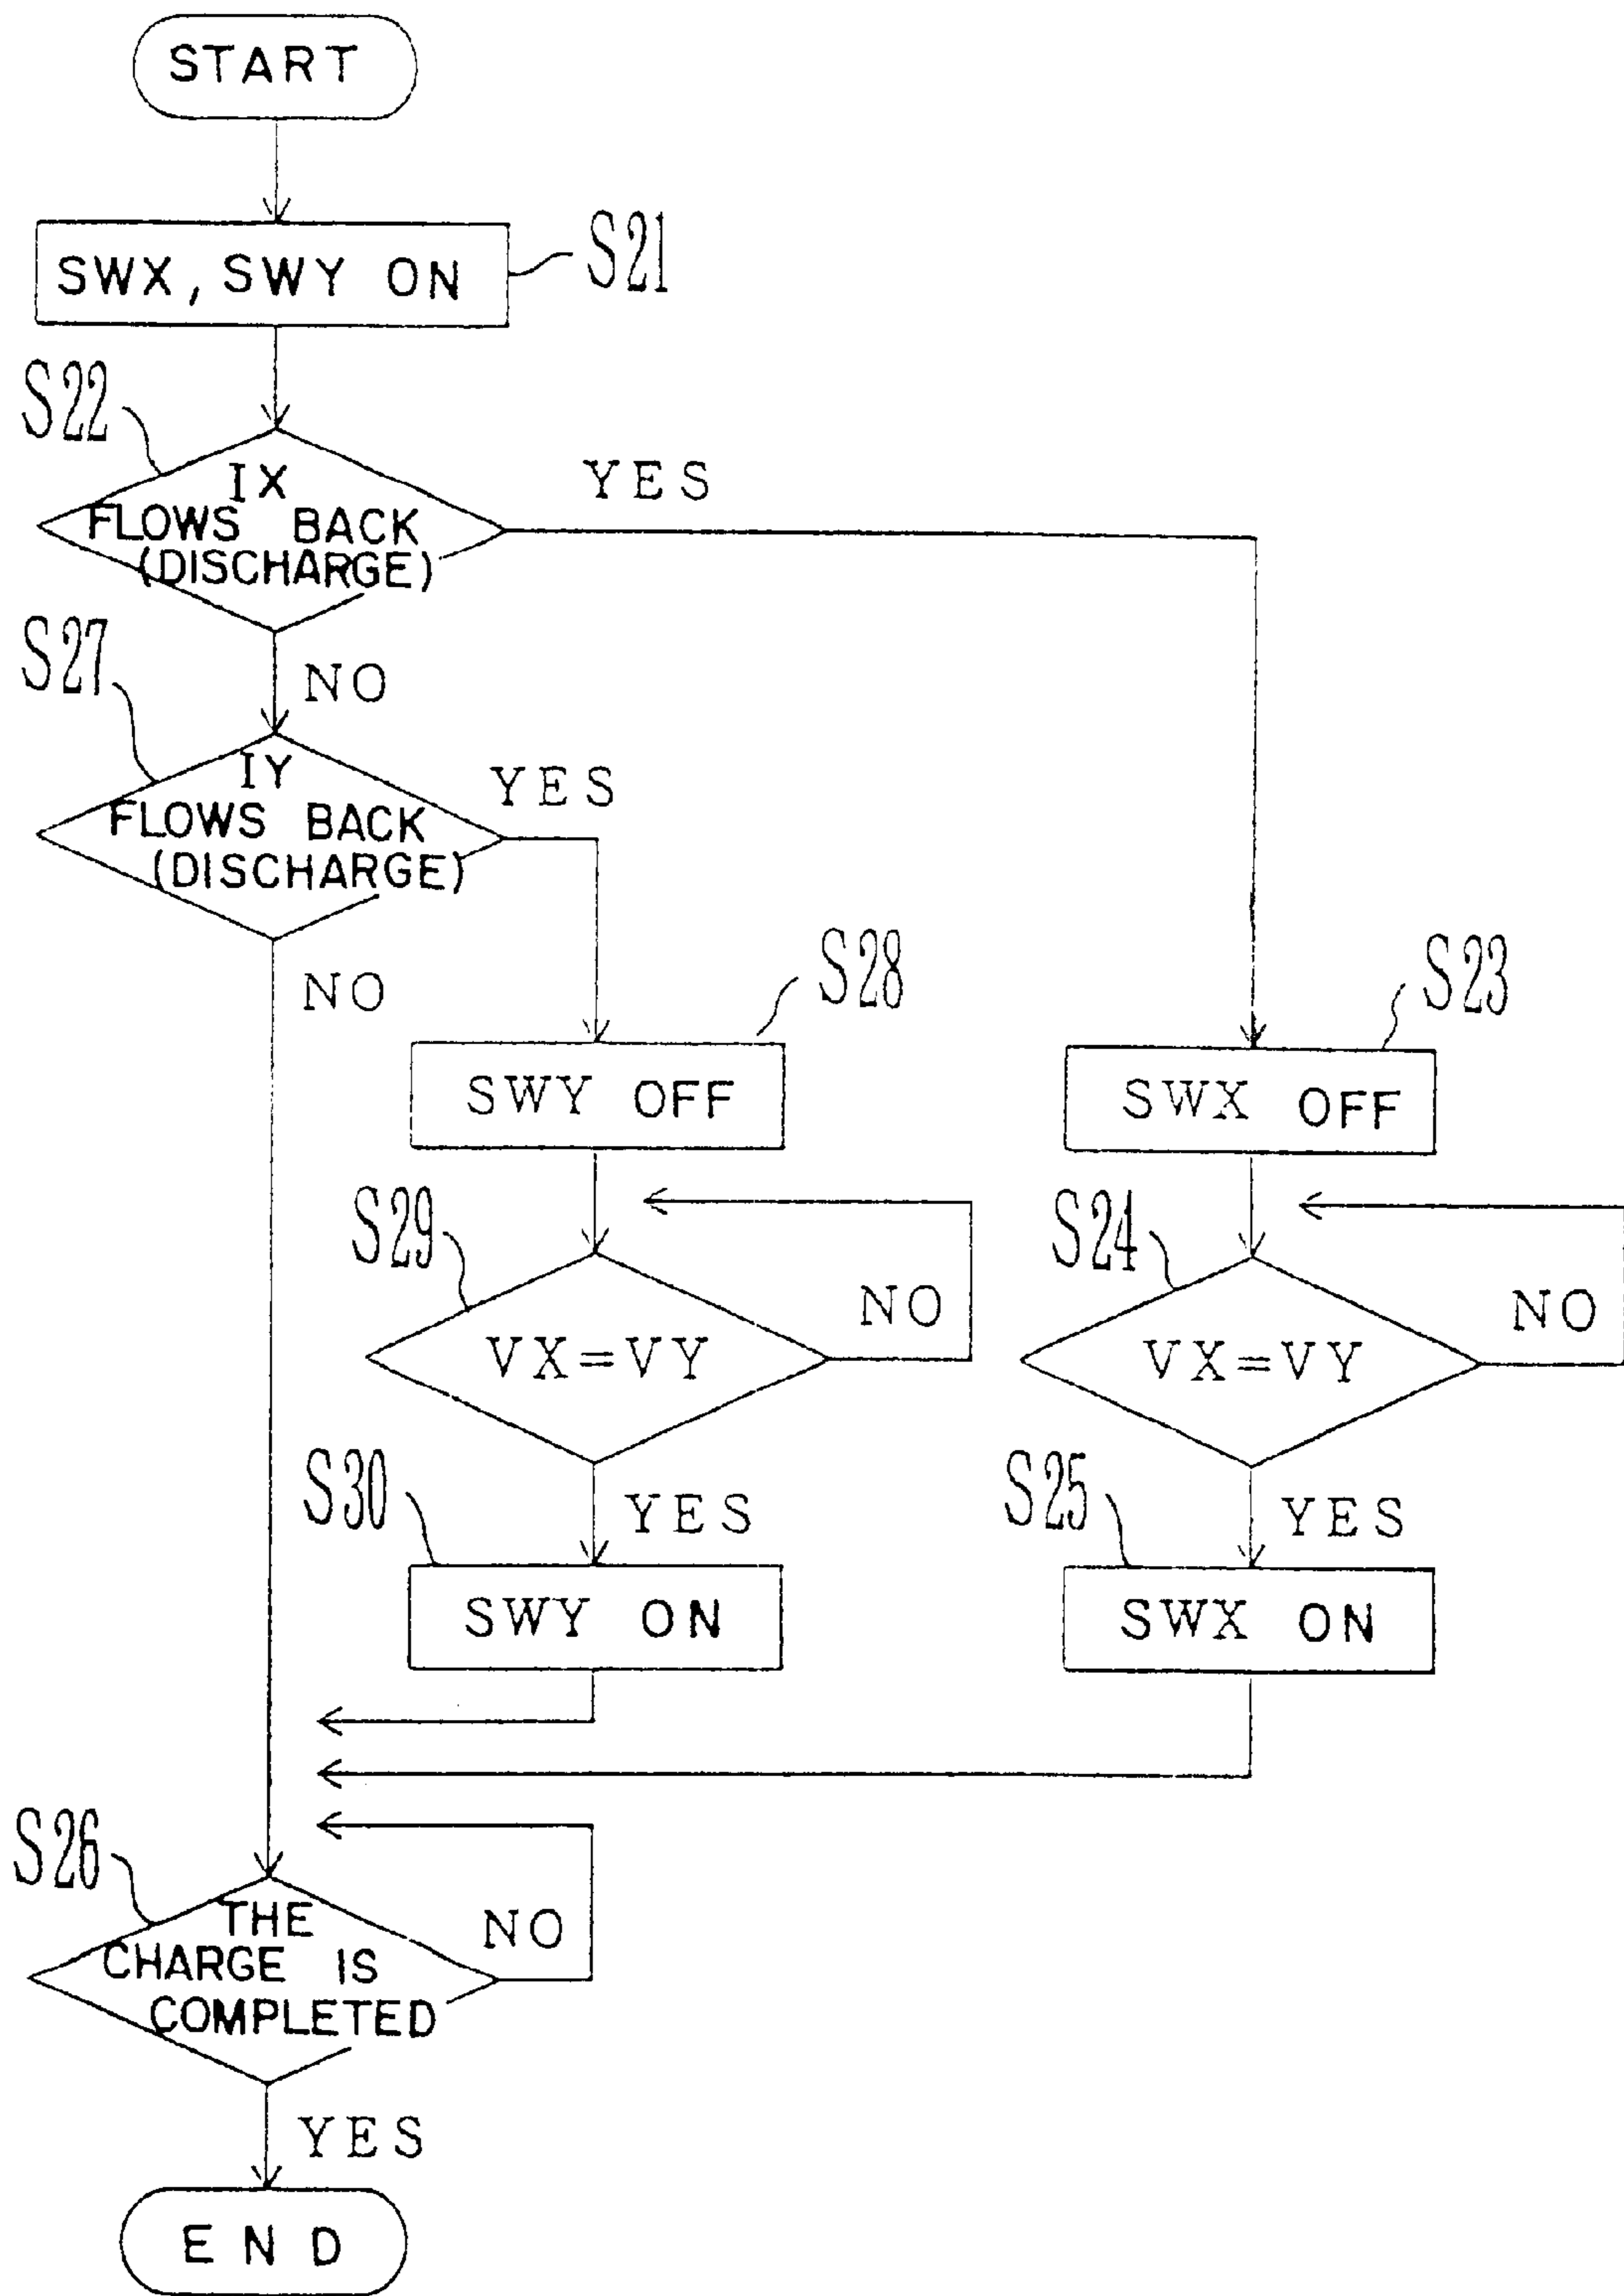 START
SWX, SWY ON
S21
S22
IX
FLOWS BACK
(DISCHARGE)
YES
NO
S27
IY
FLOWS BACK
(DISCHARGE)
YES
NO
S28
SWY OFF
S23
SWX OFF
S29
VX=VY
NO
S24
VX=VY
NO
YES
YES
S30
SWY ON
S25
SWX ON
S26
THE
CHARGE IS
COMPLETED
NO
YES
END